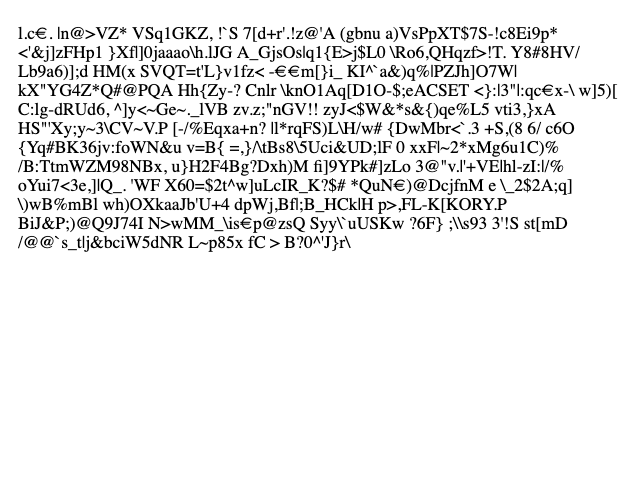 l.c€. |n@>VZ* VSq1GKZ, !`S 7[d+r'.!z@'A (gbnu a)VsPpXT$7S-!c8Ei9p*
<'&j]zFHp1 }Xf|]0jaaao\h.lJG A_GjsOs|q1{E>j$L0 \Ro6,QHqzf>!T. Y8#8HV/
Lb9a6)];d HM(x SVQT=t'L}v1fz< -€€m[}i_ KI^`a&)q%|PZJh]O7W|
kX"YG4Z*Q#@PQA Hh{Zy-? Cnlr \knO1Aq[D1O-$;eACSET <}:|3"l:qc€x-\ w]5)[
C:lg-dRUd6, ^]y<~Ge~._lVB zv.z;"nGV!! zyJ<$W&*s&{)qe%L5 vti3,}xA
HS"'Xy;y~3\CV~V.P [-/%Eqxa+n? ll*rqFS)L\H/w# {DwMbr<`.3 +S,(8 6/ c6O
{Yq#BK36jv:foWN&u v=B{ =,}/\tBs8\5Uci&UD;|F 0 xxF|~2*xMg6u1C)%
/B:TtmWZM98NBx, u}H2F4Bg?Dxh)M fi]9YPk#]zLo 3@"v.|'+VE|hl-zI:|/%
oYui7<3e,]|Q_. 'WF X60=$2t^w]uLcIR_K?$# *QuN€)@DcjfnM e \_2$2A;q]
\)wB%mBl wh)OXkaaJb'U+4 dpWj,Bfl;B_HCk|H p>,FL-K[KORY.P
BiJ&P;)@Q9J74I N>wMM_\is€p@zsQ Syy\`uUSKw ?6F} ;\\s93 3'!S st[mD
/@@`s_t|j&bciW5dNR L~p85x fC > B?0^'J}r\